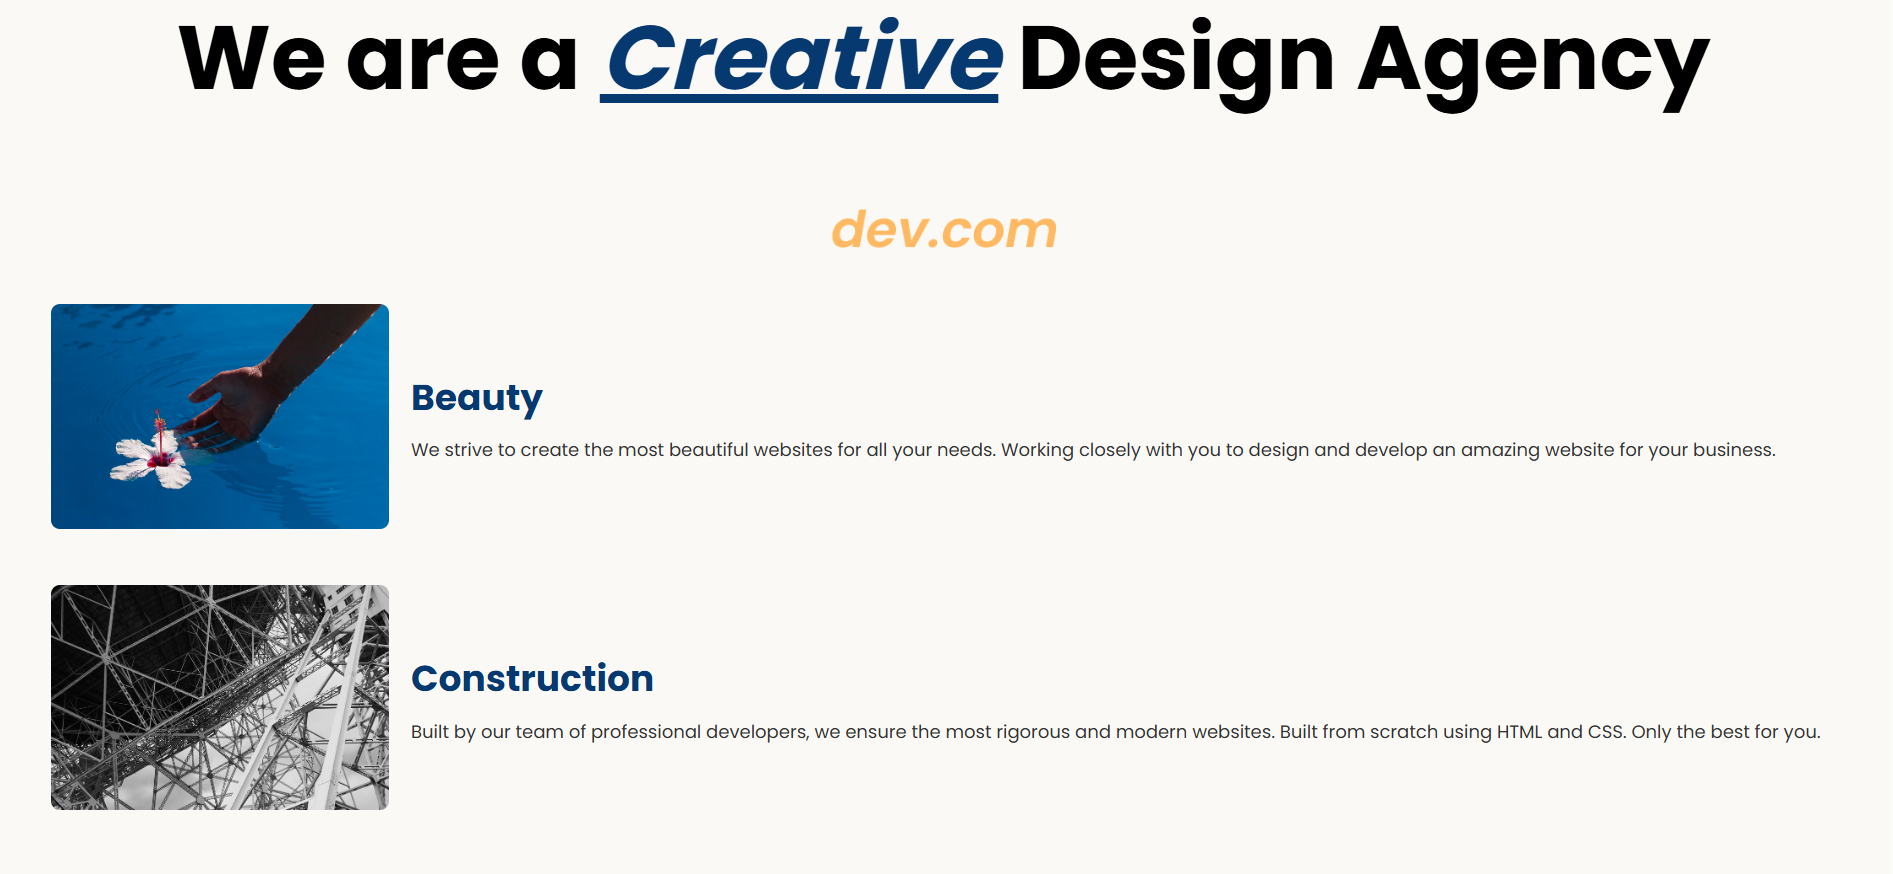 We are a Creative Design Agency
dev.com
Beauty
We strive to create the most beautiful websites for all your needs. Working closely with you to design and develop an amazing website for your business.
Construction
Built by our team of professional developers, we ensure the most rigorous and modern websites. Built from scratch using HTML and CSS. Only the best for you.